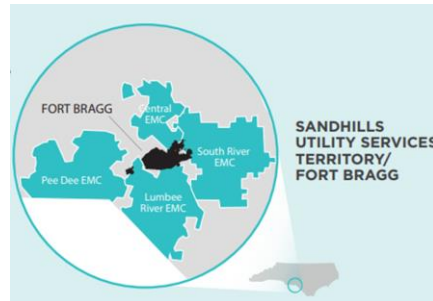 FORT BRAGG
Central
EMC
South River
EMC
Pee Dee EMC
Lumbee
River EMC
SANDHILLS
UTILITY SERVICES
TERRITORY/
FORT BRAGG